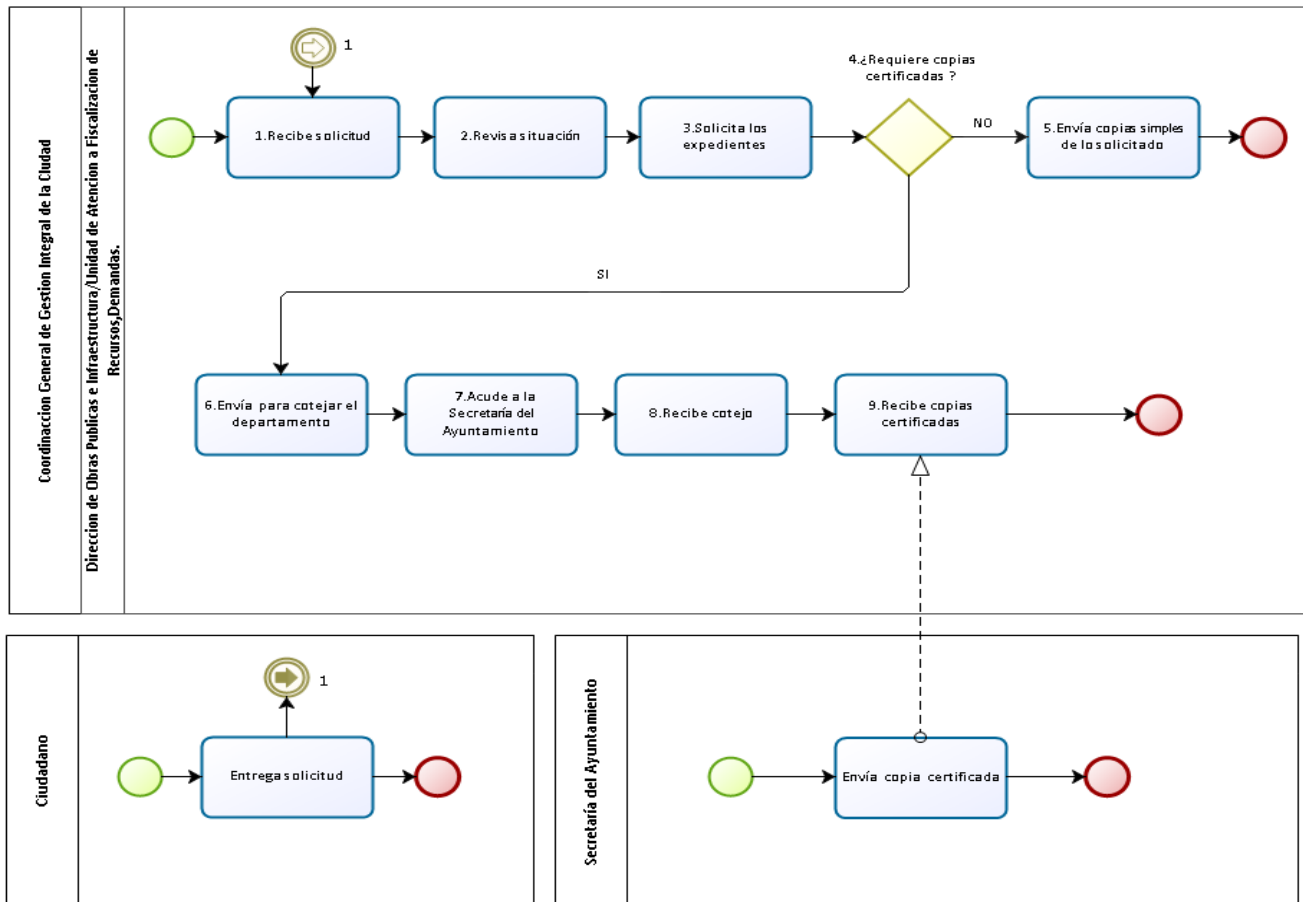 Coordinaccion General de Gestion Integral de la Ciudad
Direccion de Obras Publicas e Infraestructura/Unidad de Atencion a Fiscalizacion de
Recursos,Demandas.
1
1.Recibe solicitud
2.Revisa situación
3.Solicita los
expedientes
4.¿Requiere copias
certificadas ?
NO
5.Envía copias simples
de lo solicitado
SI
6.Envía para cotejar el
departamento
7.Acude a la
Secretaría del
Ayuntamiento
8.Recibe cotejo
9.Recibe copias
certificadas
Ciudadano
1
Entrega solicitud
Secretaría del Ayuntamiento
Envía copia certificada